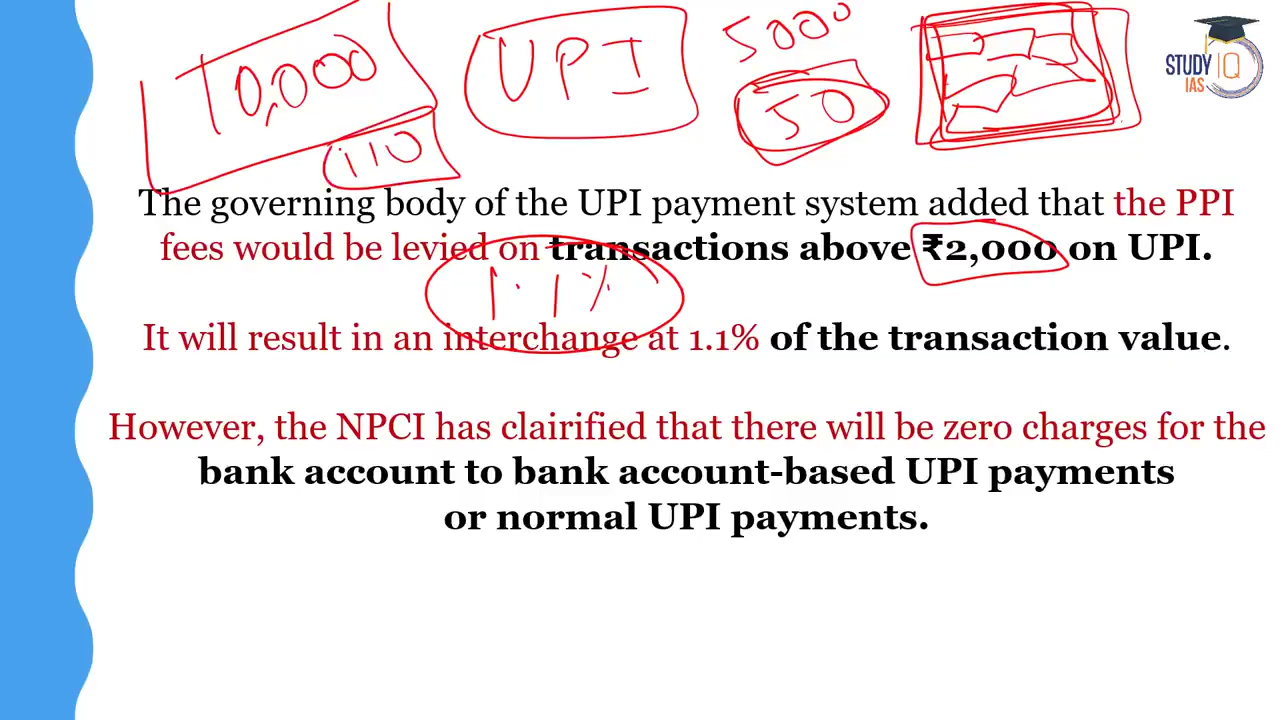 10,000
110
UPI
5000
50
STUDY IQ
IAS
The governing body of the UPI payment system added that the PPI
fees would be levied on transactions above ₹2,000 on UPI.
1.1%
It will result in an interchange at 1.1% of the transaction value.
However, the NPCI has clairified that there will be zero charges for the
bank account to bank account-based UPI payments
or normal UPI payments.